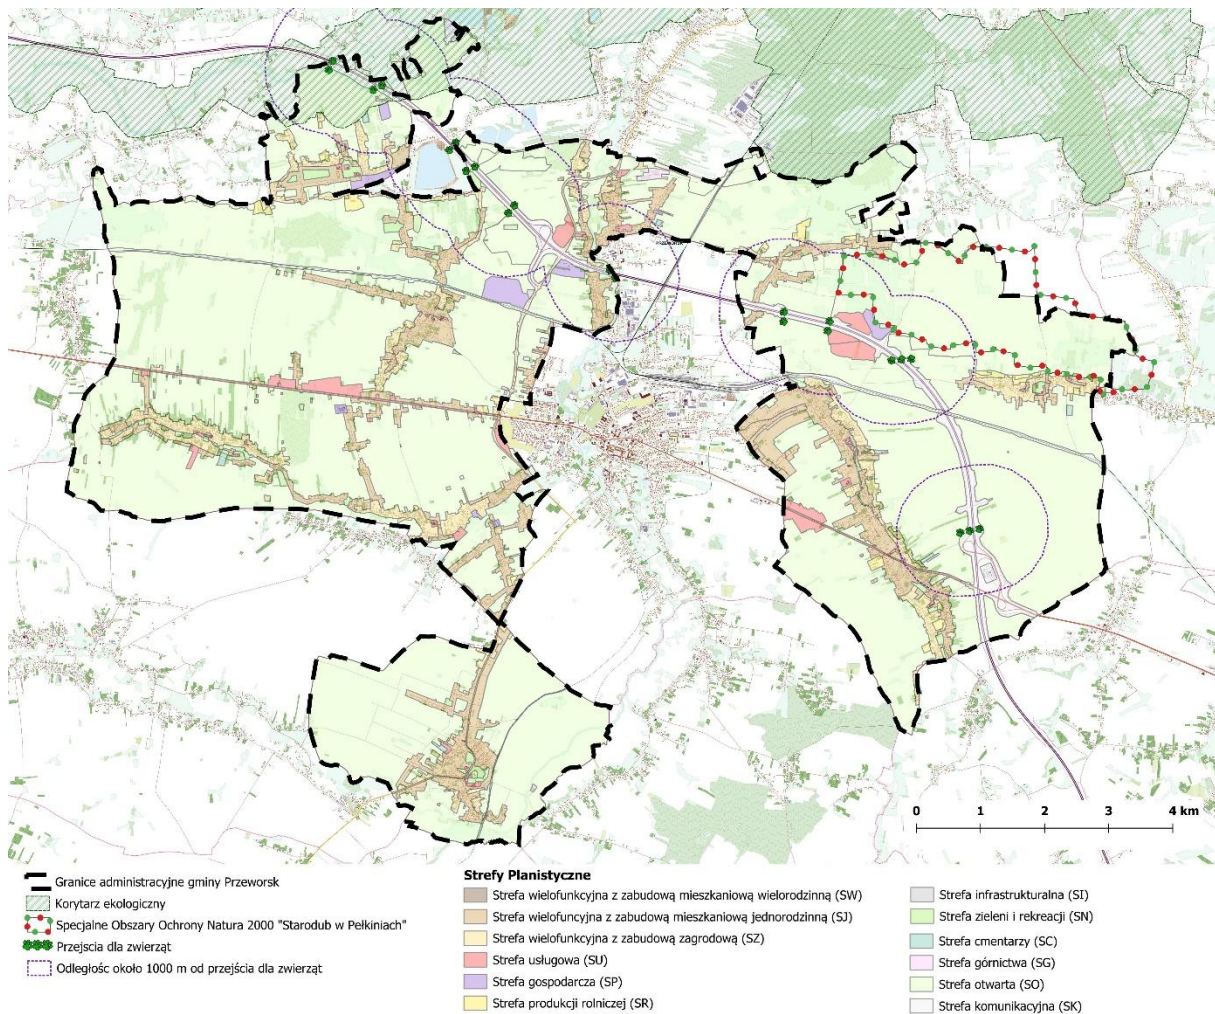 0 1 2 3 4 km
Granice administracyjne gminy Przeworsk
Korytarz ekologiczny
Specjalne Obszary Ochrony Natura 2000 "Starodub w Pełkiniach"
Przejscia dla zwierząt
Odległośc około 1000 m od przejścia dla zwierząt
Strefy Planistyczne
Strefa wielofunkcyjna z zabudową mieszkaniową wielorodzinną (SW)
Strefa wielofuncyjna z zabudową mieszkaniową jednorodzinną (SJ)
Strefa wielofunkcyjna z zabudową zagrodową (SZ)
Strefa usługowa (SU)
Strefa gospodarcza (SP)
Strefa produkcji rolniczej (SR)
Strefa infrastrukturalna (SI)
Strefa zieleni i rekreacji (SN)
Strefa cmentarzy (SC)
Strefa górnictwa (SG)
Strefa otwarta (SO)
Strefa komunikacyjna (SK)